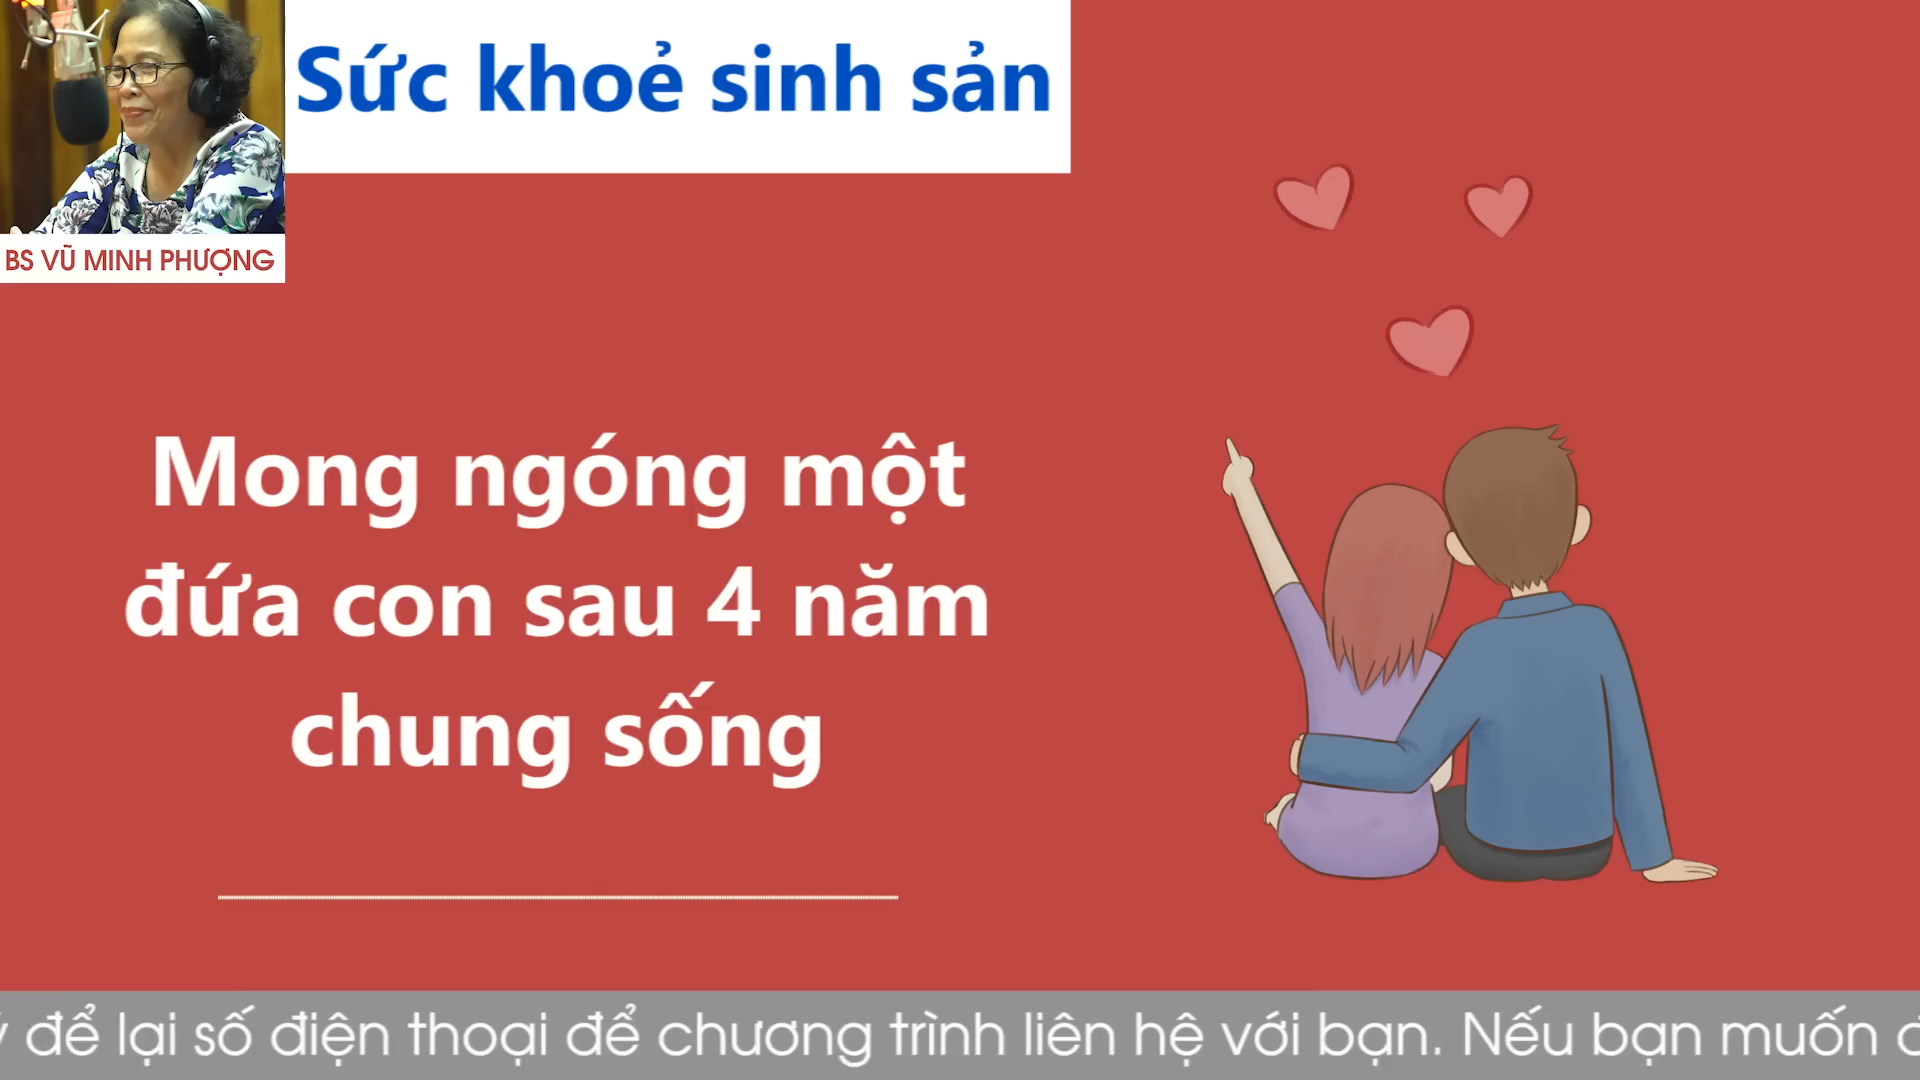 Sức khoẻ sinh sản
BS VŨ MINH PHƯỢNG
Mong ngóng một
đứa con sau 4 năm
chung sống
để lại số điện thoại để chương trình liên hệ với bạn. Nếu bạn muốn